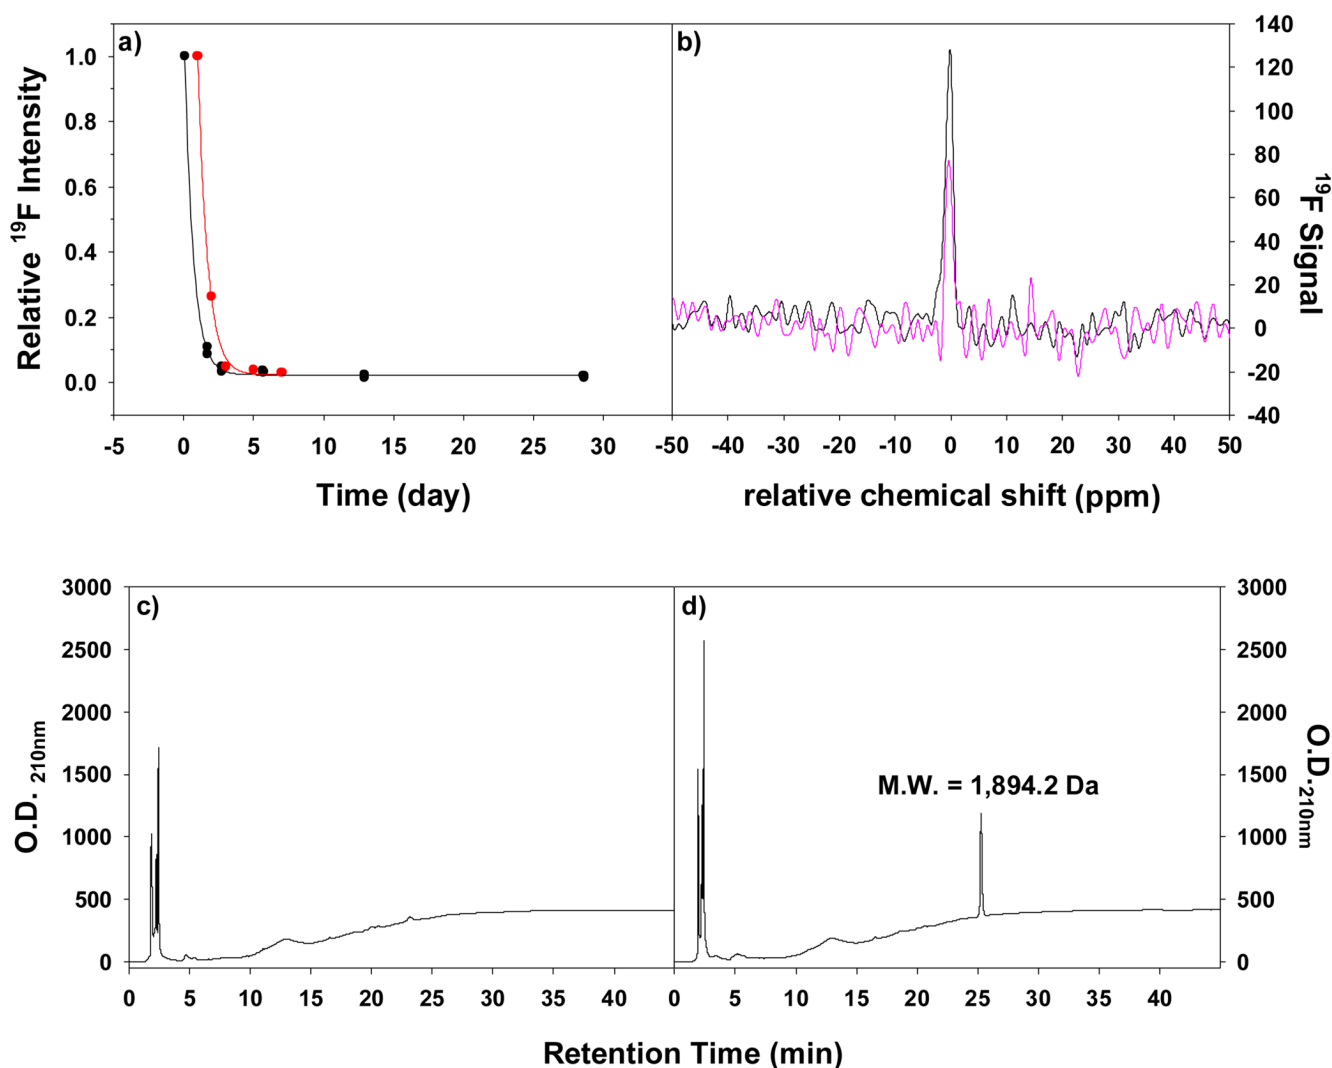 a)
1.0
0.8
0.6
0.4
0.2
0.0
Relative ¹⁹F Intensity
-5 0 5 10 15 20 25 30
Time (day)
b)
140
120
100
80
60
40
20
0
-20
-40
¹⁹F Signal
-50 -40 -30 -20 -10 0 10 20 30 40 50
relative chemical shift (ppm)
c)
3000
2500
2000
1500
1000
500
0
O.D. 210nm
0 5 10 15 20 25 30 35 40
d)
M.W. = 1,894.2 Da
3000
2500
2000
1500
1000
500
0
O.D.210nm
0 5 10 15 20 25 30 35 40
Retention Time (min)